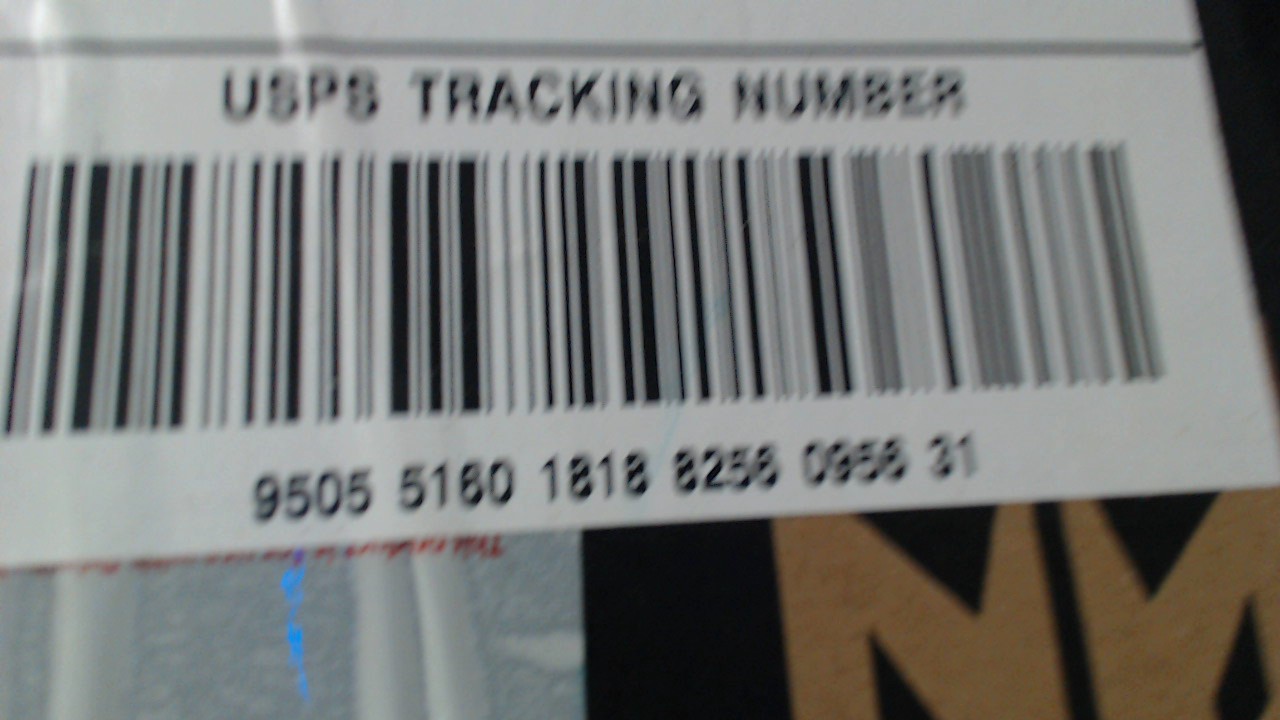 USPS TRACKING NUMBER
9505 5160 1818 8256 0956 31